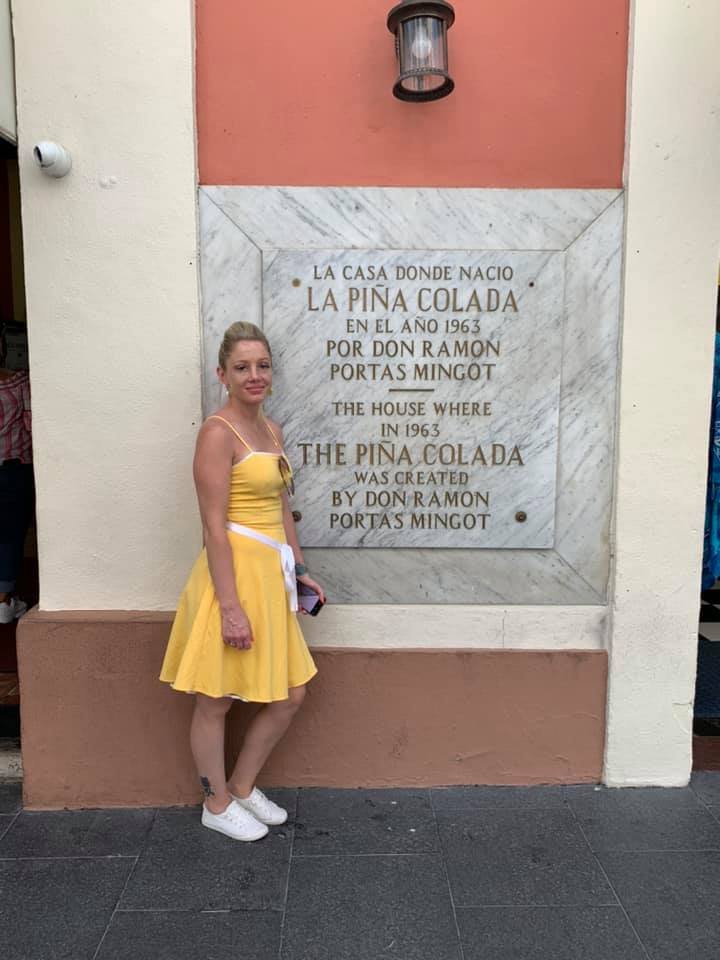 LA CASA DONDE NACIO
LA PIÑA COLADA
EN EL AÑO 1963
POR DON RAMON
PORTAS MINGOT
THE HOUSE WHERE
IN 1963
THE PIÑA COLADA
WAS CREATED
BY DON RAMON
PORTAS MINGOT